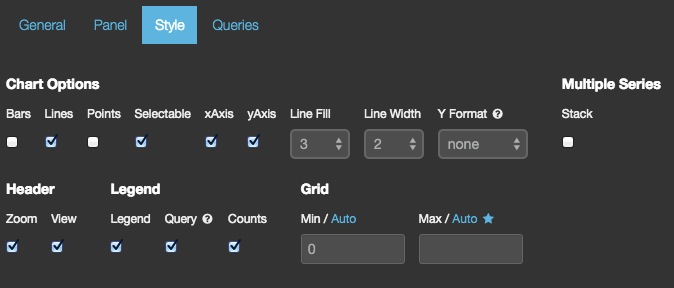 General Panel Style Queries
Chart Options Multiple Series
Bars Lines Points Selectable xAxis yAxis Line Fill Line Width Y Format Stack
3 2 none
Header Legend Grid
Zoom View Legend Query Counts Min / Auto Max / Auto
0